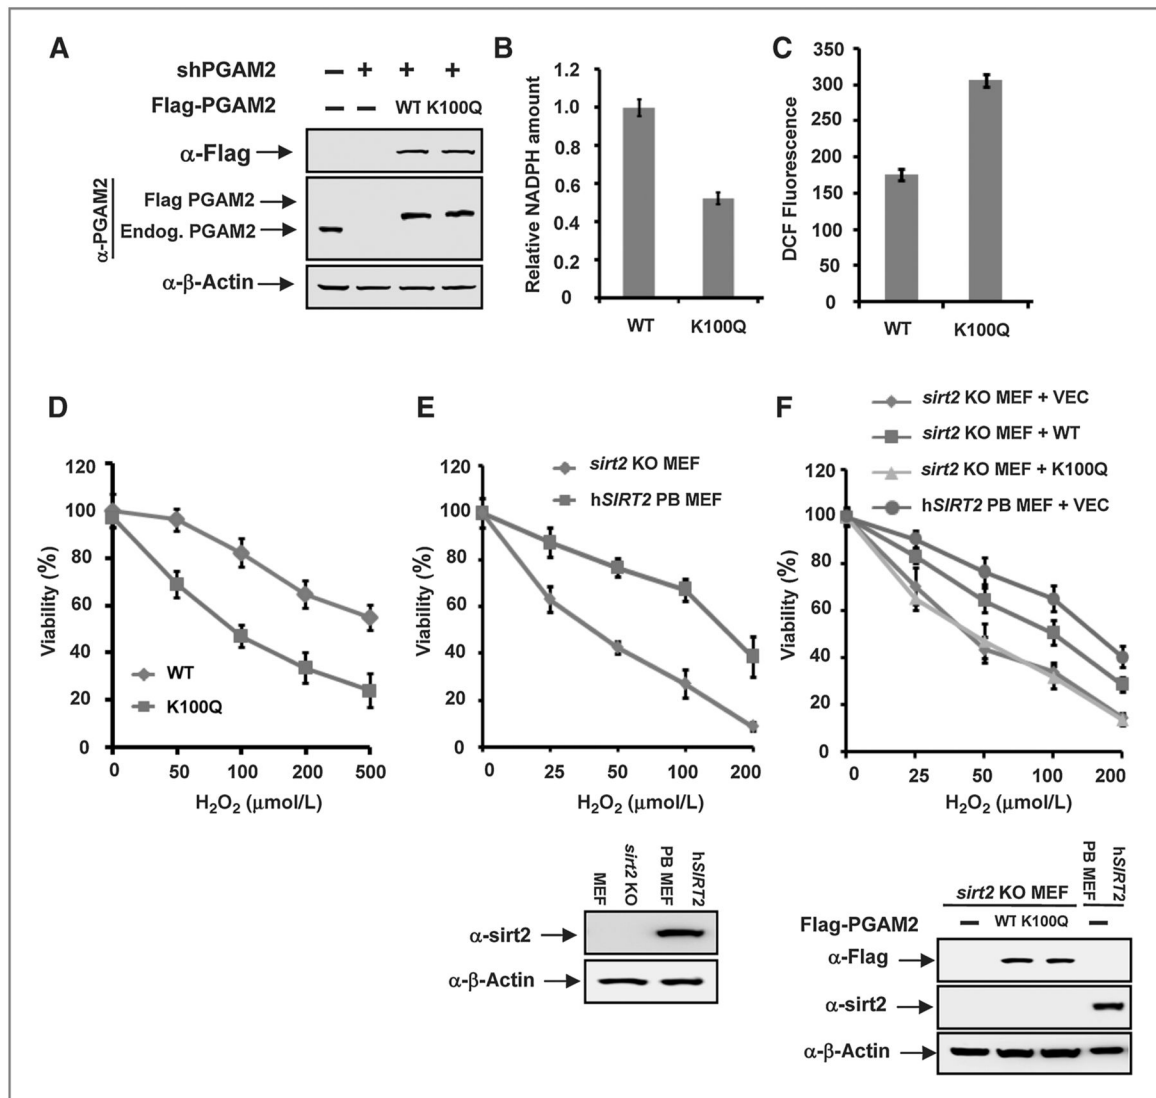 A
shPGAM2 – + + +
Flag-PGAM2 – – WT K100Q
α-Flag
α-PGAM2
Flag PGAM2
Endog. PGAM2
α-β-Actin
B
Relative NADPH amount
1.2
1.0
0.8
0.6
0.4
0.2
0
WT K100Q
C
DCF Fluorescence
350
300
250
200
150
100
50
0
WT K100Q
D
Viability (%)
120
100
80
60
40
20
0
WT
K100Q
0 50 100 200 500
H2O2 (μmol/L)
E
sirt2 KO MEF
hSIRT2 PB MEF
Viability (%)
120
100
80
60
40
20
0
0 25 50 100 200
H2O2 (μmol/L)
MEF
sirt2 KO
PB MEF
hSIRT2
α-sirt2
α-β-Actin
F
sirt2 KO MEF + VEC
sirt2 KO MEF + WT
sirt2 KO MEF + K100Q
hSIRT2 PB MEF + VEC
Viability (%)
120
100
80
60
40
20
0
0 25 50 100 200
H2O2 (μmol/L)
sirt2 KO MEF
PB MEF
hSIRT2
Flag-PGAM2 – WT K100Q –
α-Flag
α-sirt2
α-β-Actin